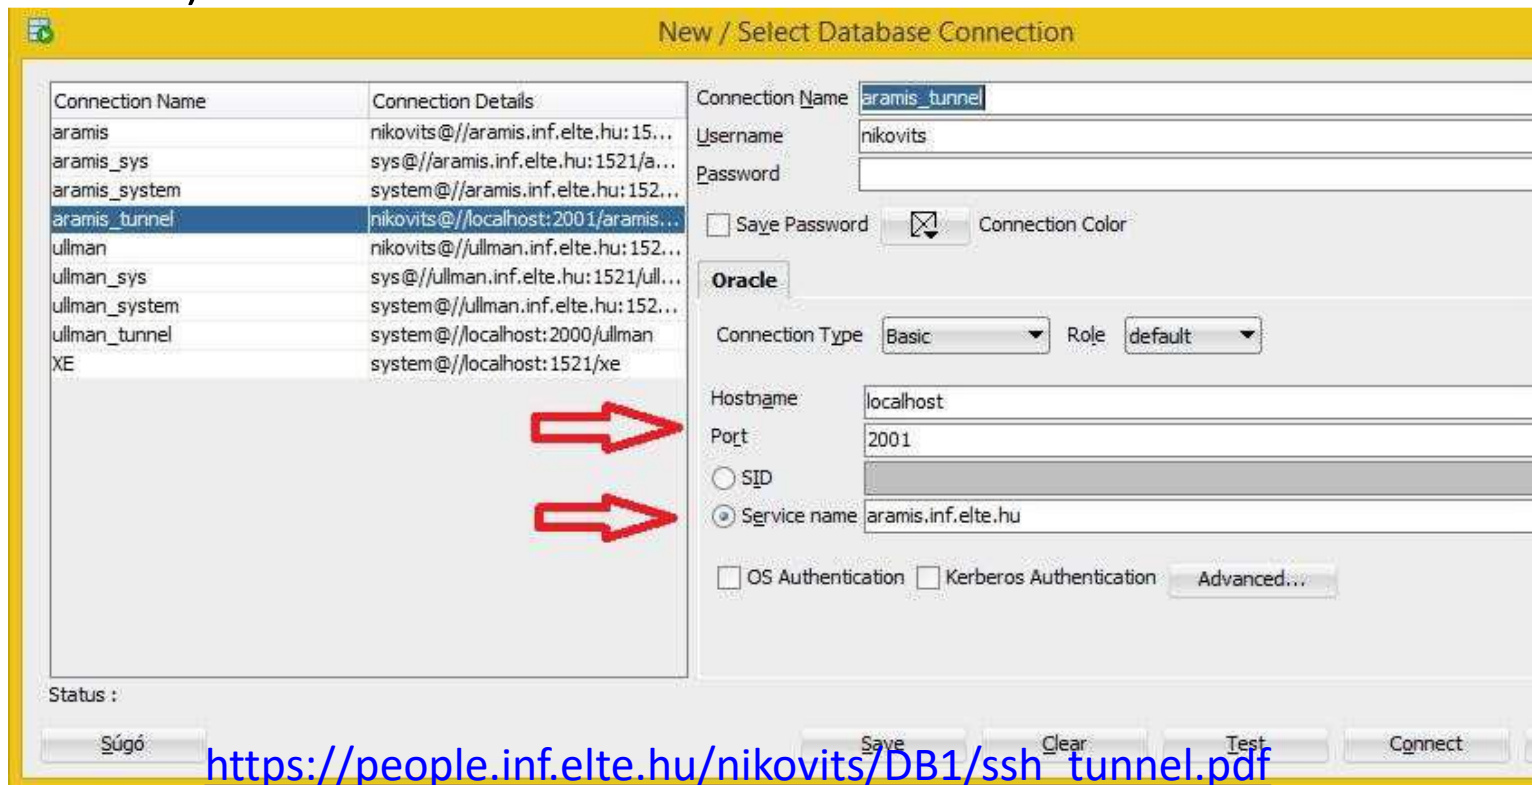 New / Select Database Connection
Connection Name Connection Details
aramis nikovits@//aramis.inf.elte.hu:15...
aramis_sys sys@//aramis.inf.elte.hu:1521/a...
aramis_system system@//aramis.inf.elte.hu:152...
aramis_tunnel nikovits@//localhost:2001/aramis...
ullman nikovits@//ullman.inf.elte.hu:152...
ullman_sys sys@//ullman.inf.elte.hu:1521/ull...
ullman_system system@//ullman.inf.elte.hu:152...
ullman_tunnel system@//localhost:2000/ullman
XE system@//localhost:1521/xe
Connection Name aramis_tunnel
Username nikovits
Password
Save Password Connection Color
Oracle
Connection Type Basic Role default
Hostname localhost
Port 2001
SID
Service name aramis.inf.elte.hu
OS Authentication Kerberos Authentication Advanced...
Status :
Súgó Save Clear Test Connect
https://people.inf.elte.hu/nikovits/DB1/ssh_tunnel.pdf